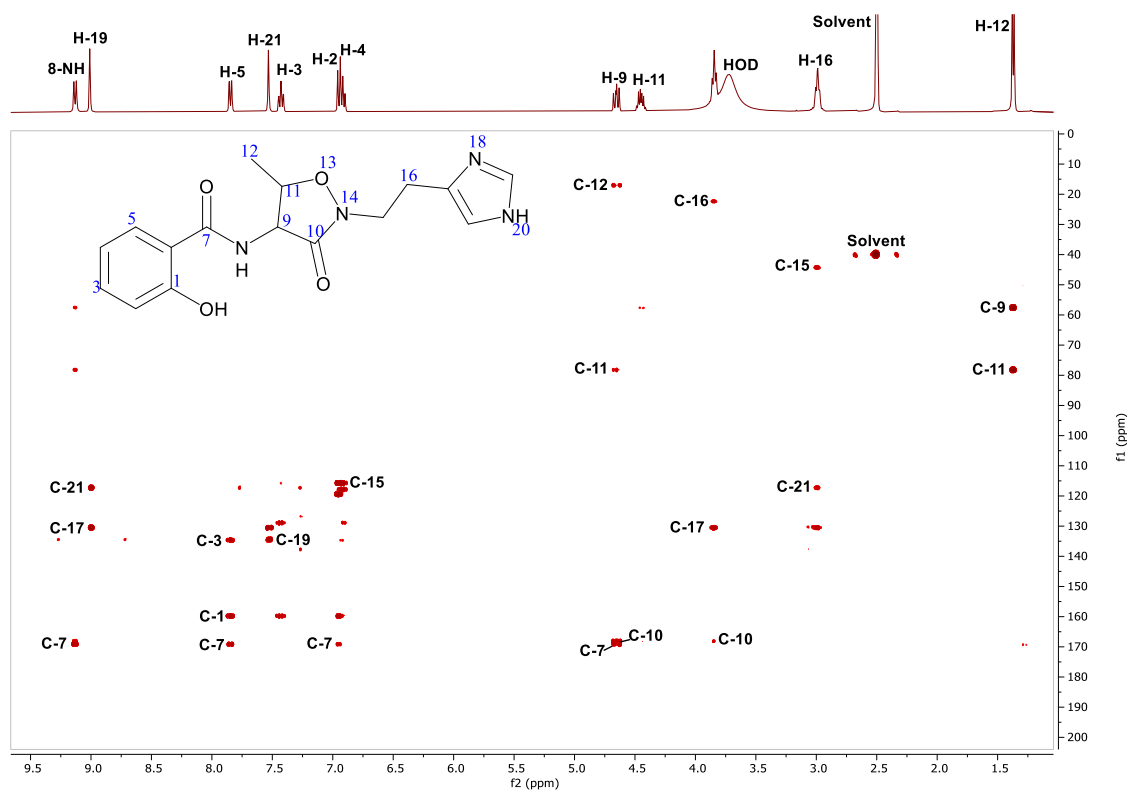 Solvent
H-19
H-21
H-12
8-NH
H-5
H-3
H-2
H-4
H-9
H-11
HOD
H-16
12
O
13
N
18
16
O
11
14
N
5
9
NH
20
7
N
H
10
O
3
1
OH
C-12
C-16
Solvent
C-15
C-9
C-11
C-11
C-21
C-15
C-21
C-17
C-3
C-19
C-17
C-1
C-7
C-7
C-7
C-7
C-10
C-10
0
10
20
30
40
50
60
70
80
90
100
110
120
130
140
150
160
170
180
190
200
f1 (ppm)
9.5 9.0 8.5 8.0 7.5 7.0 6.5 6.0 5.5 5.0 4.5 4.0 3.5 3.0 2.5 2.0 1.5
f2 (ppm)